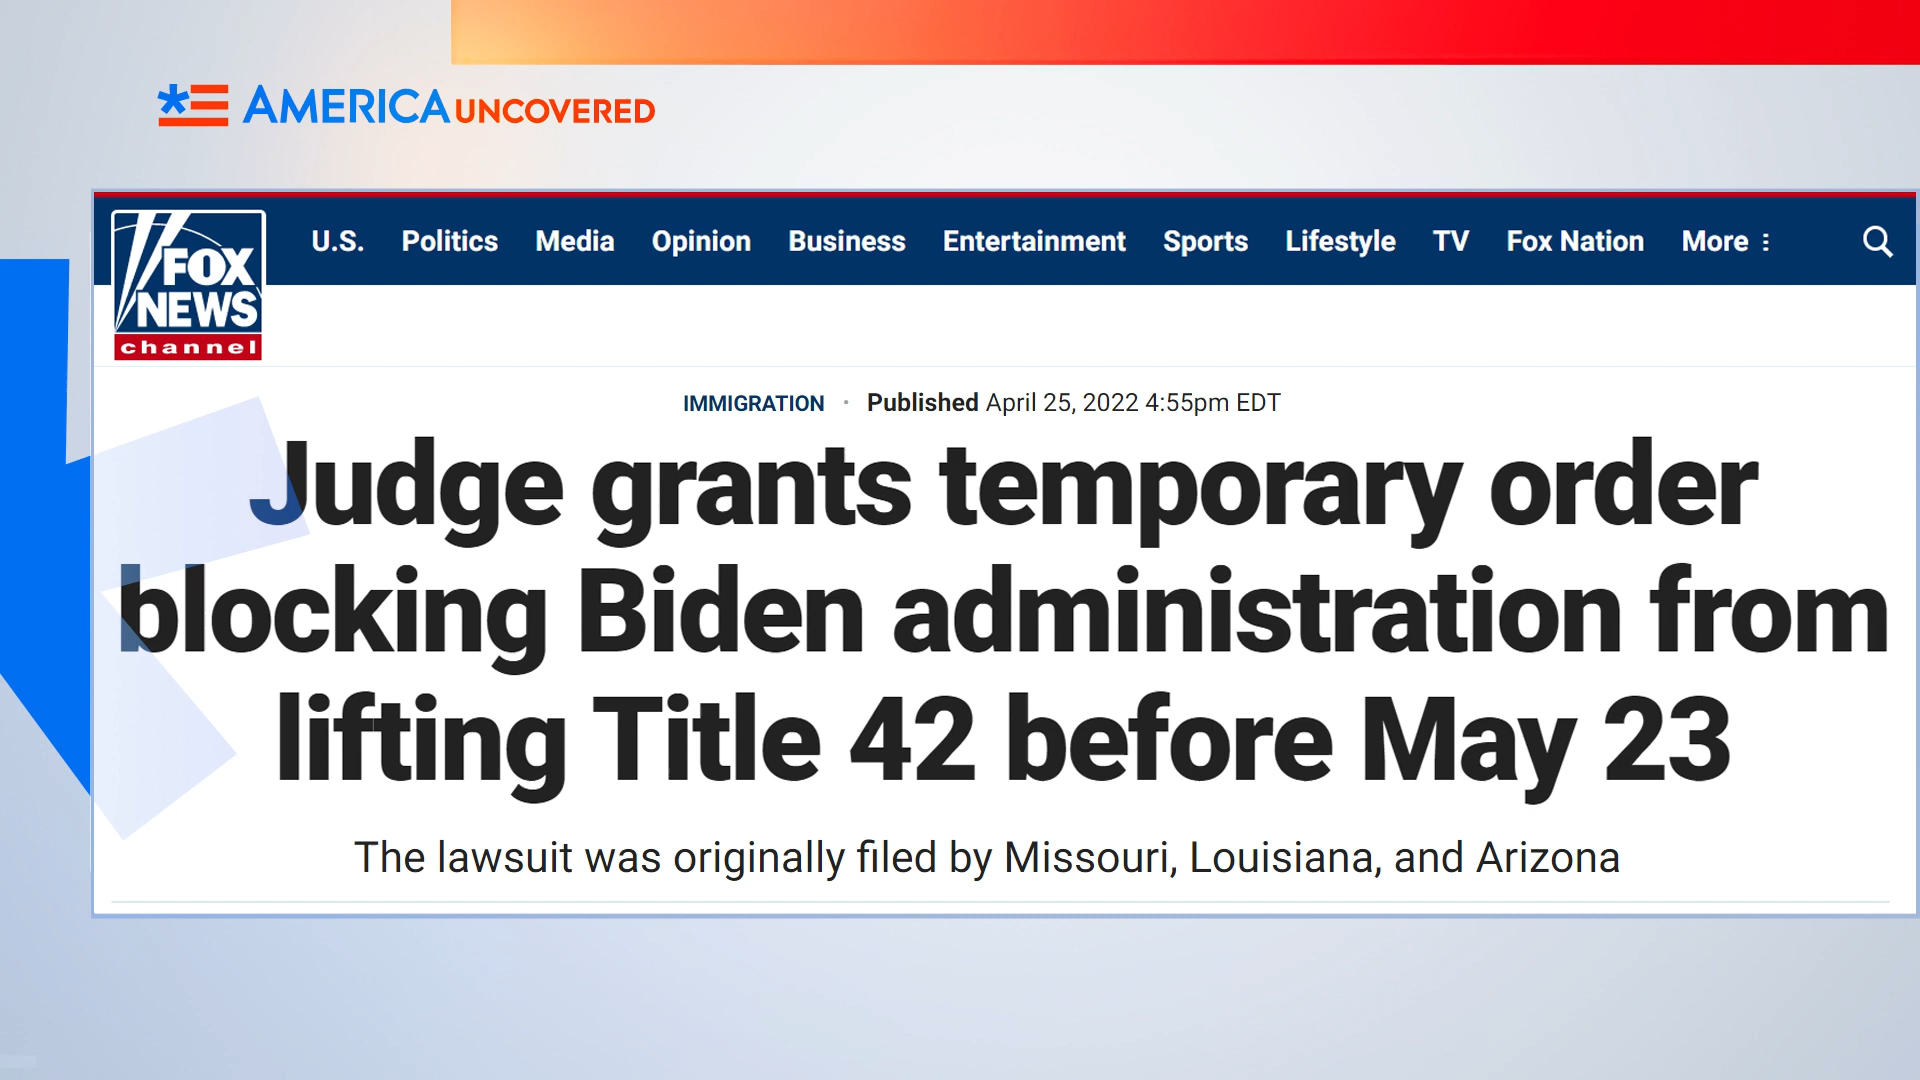 AMERICA UNCOVERED
FOX NEWS channel
U.S. Politics Media Opinion Business Entertainment Sports Lifestyle TV Fox Nation More
IMMIGRATION · Published April 25, 2022 4:55pm EDT
Judge grants temporary order
blocking Biden administration from
lifting Title 42 before May 23
The lawsuit was originally filed by Missouri, Louisiana, and Arizona